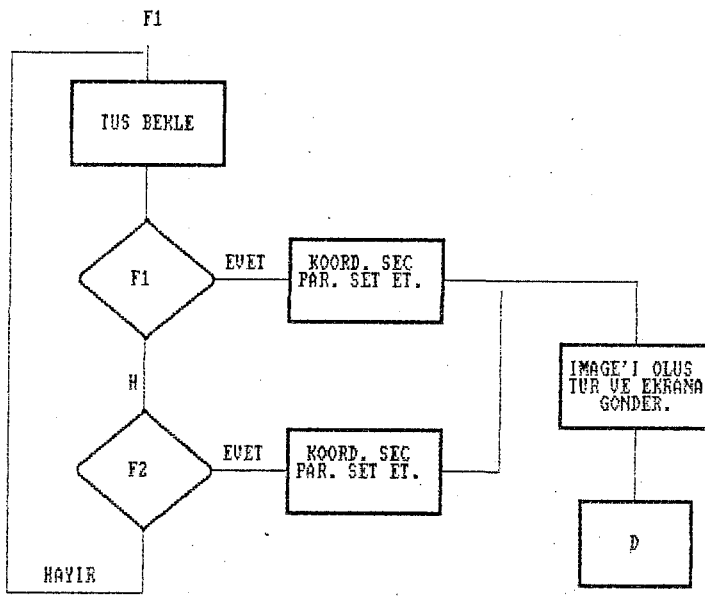 F1
TUS BEKLE
F1
EVET
KOORD. SEC
PAR. SET ET.
H
IMAGE'I OLUS
TUR VE EKRANA
GONDER.
F2
EVET
KOORD. SEC
PAR. SET ET.
D
HAYIR